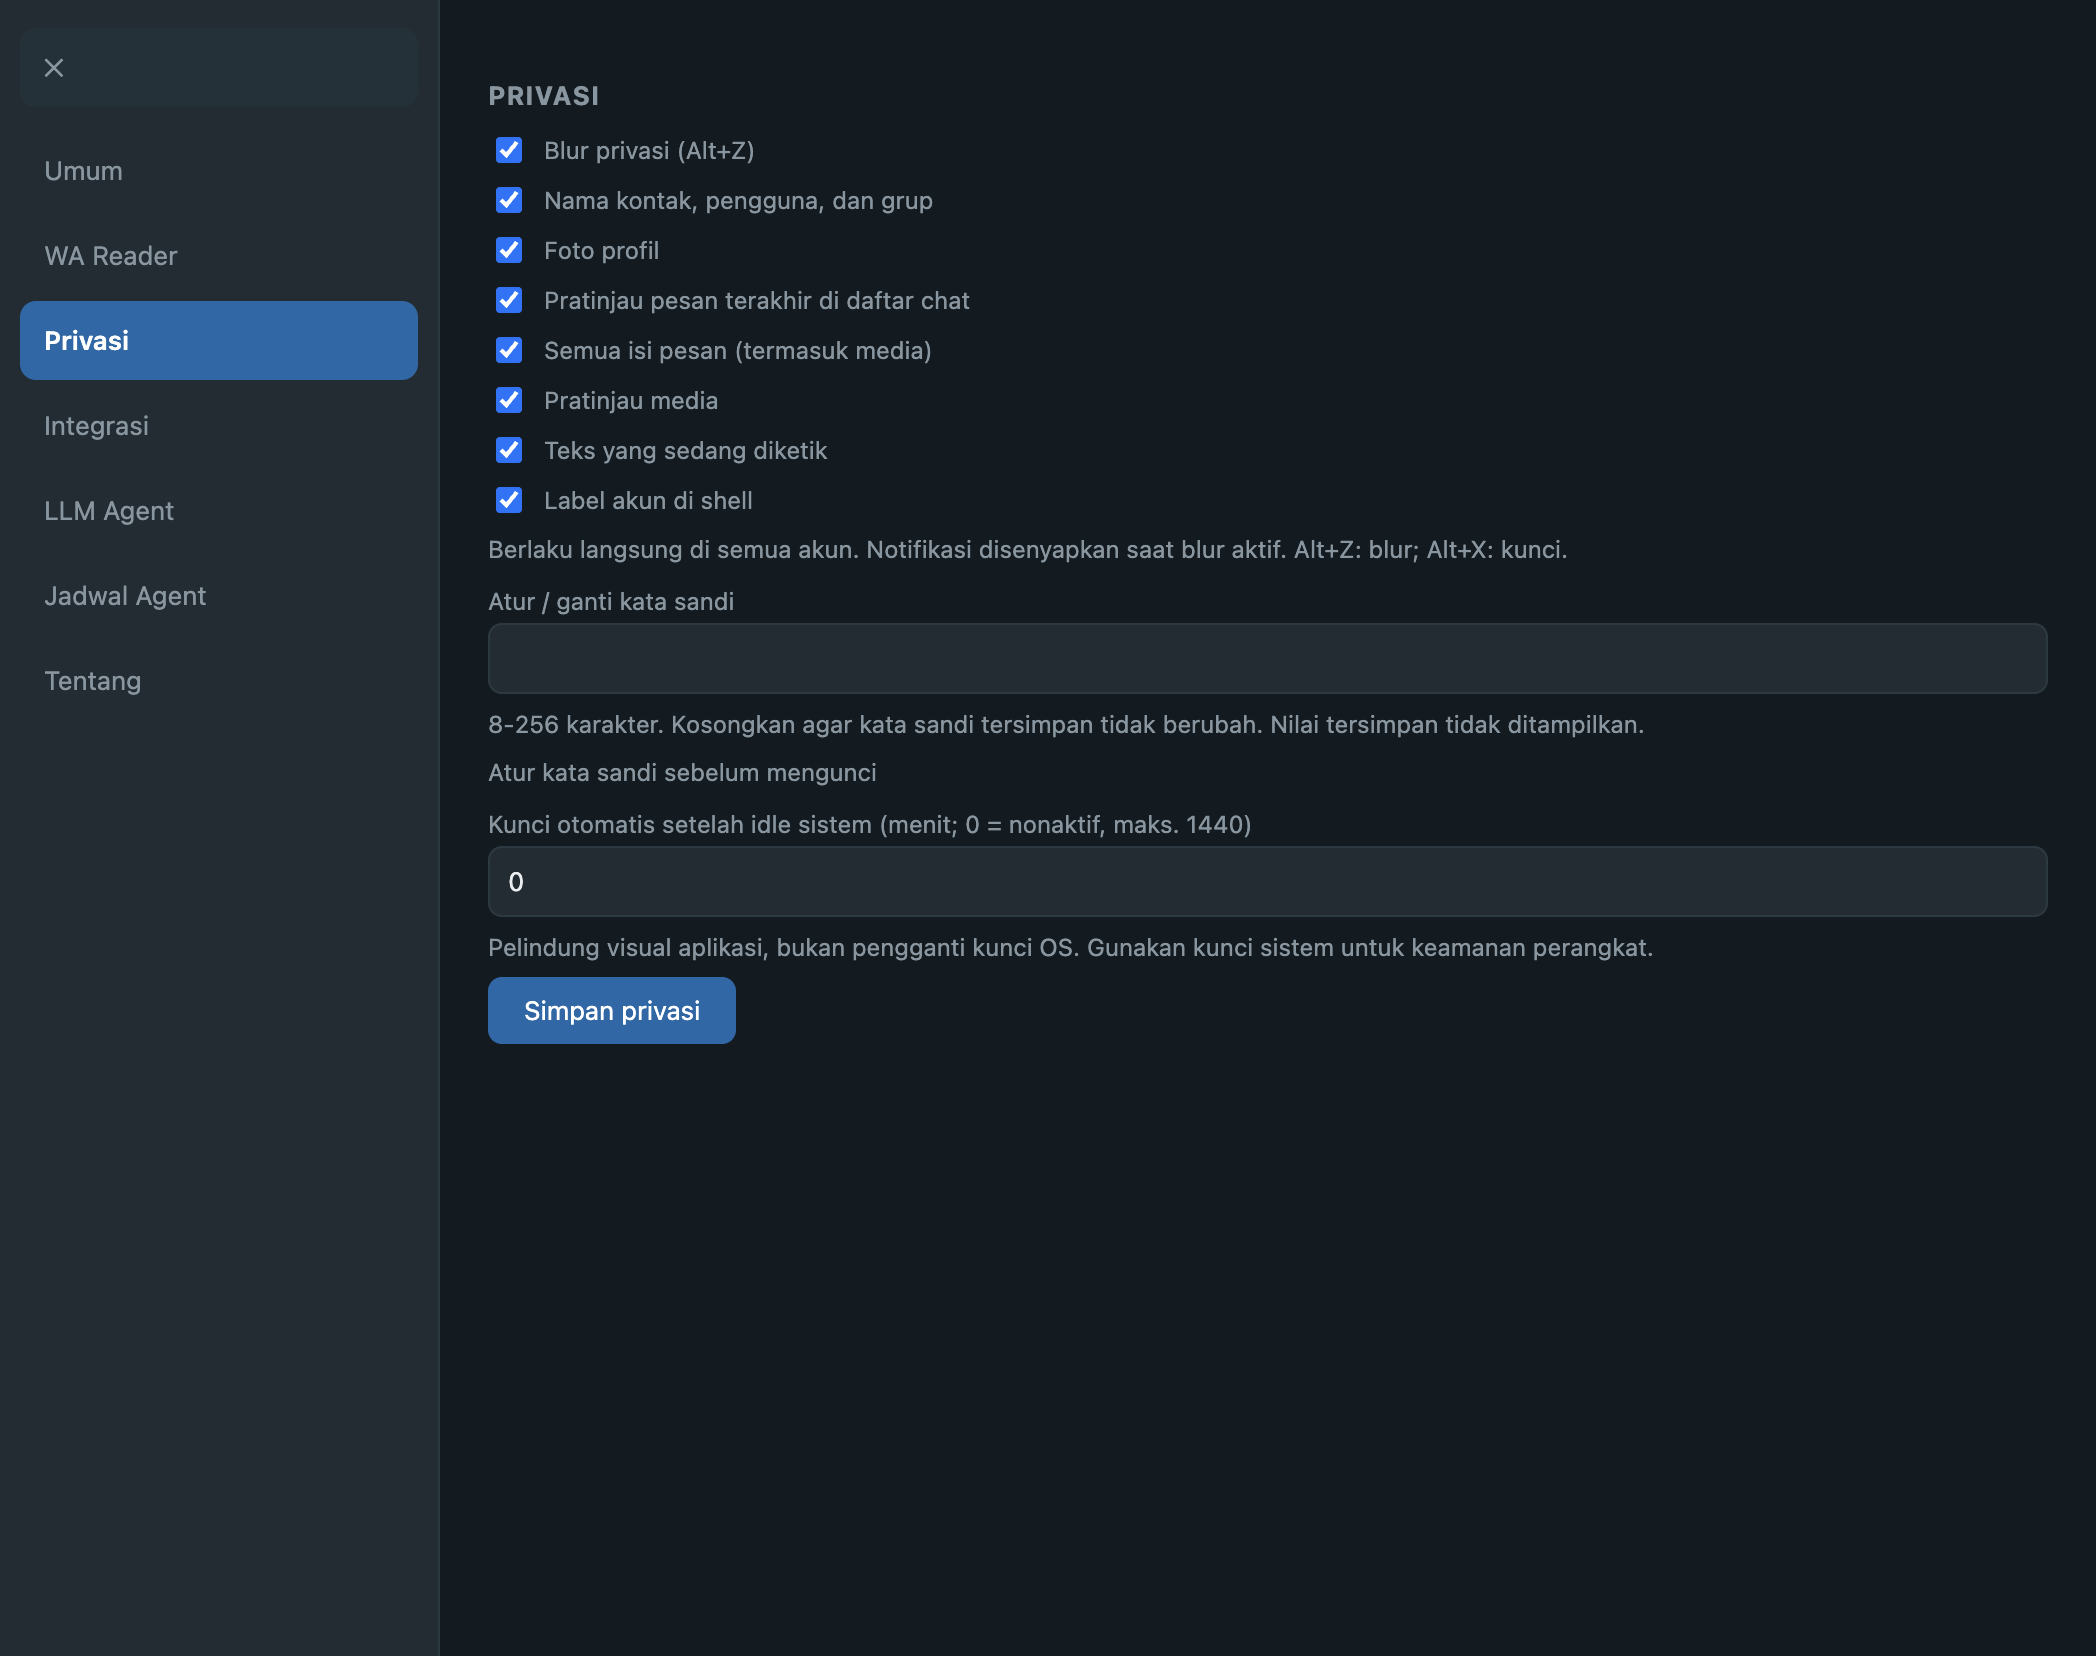 Umum
WA Reader
Privasi
Integrasi
LLM Agent
Jadwal Agent
Tentang
PRIVASI
Blur privasi (Alt+Z)
Nama kontak, pengguna, dan grup
Foto profil
Pratinjau pesan terakhir di daftar chat
Semua isi pesan (termasuk media)
Pratinjau media
Teks yang sedang diketik
Label akun di shell
Berlaku langsung di semua akun. Notifikasi disenyapkan saat blur aktif. Alt+Z: blur; Alt+X: kunci.
Atur / ganti kata sandi
8-256 karakter. Kosongkan agar kata sandi tersimpan tidak berubah. Nilai tersimpan tidak ditampilkan.
Atur kata sandi sebelum mengunci
Kunci otomatis setelah idle sistem (menit; 0 = nonaktif, maks. 1440)
0
Pelindung visual aplikasi, bukan pengganti kunci OS. Gunakan kunci sistem untuk keamanan perangkat.
Simpan privasi